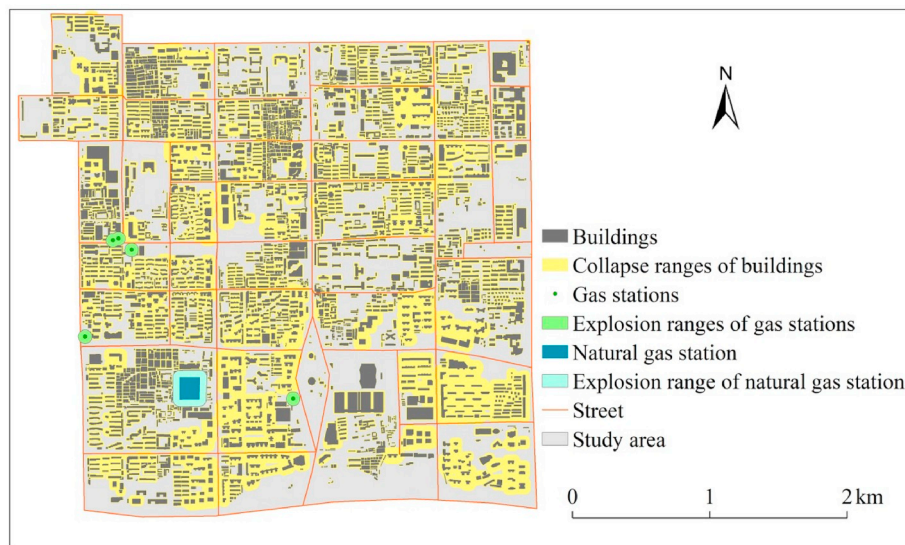 N
Buildings
Collapse ranges of buildings
Gas stations
Explosion ranges of gas stations
Natural gas station
Explosion range of natural gas station
Street
Study area
0 1 2 km